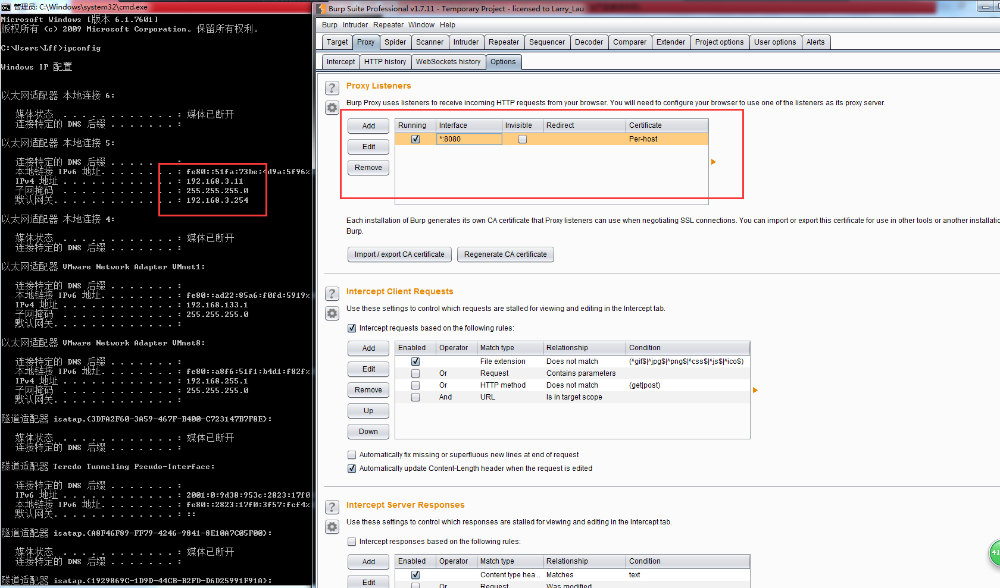 管理员: C:\Windows\system32\cmd.exe
Microsoft Windows [版本 6.1.7601]
版权所有 (c) 2009 Microsoft Corporation。保留所有权利。
C:\Users\Lff>ipconfig
Windows IP 配置
以太网适配器 本地连接 6:
媒体状态 . . . . . . . . . . . . : 媒体已断开
连接特定的 DNS 后缀 . . . . . . . :
以太网适配器 本地连接 5:
连接特定的 DNS 后缀 . . . . . . . :
本地链接 IPv6 地址. . . . . . . . : fe80::51fa:73be:4d9a:5f96%
IPv4 地址 . . . . . . . . . . . . : 192.168.3.11
子网掩码 . . . . . . . . . . . . : 255.255.255.0
默认网关. . . . . . . . . . . . . : 192.168.3.254
以太网适配器 本地连接 4:
媒体状态 . . . . . . . . . . . . : 媒体已断开
连接特定的 DNS 后缀 . . . . . . . :
以太网适配器 VMware Network Adapter VMnet1:
连接特定的 DNS 后缀 . . . . . . . :
本地链接 IPv6 地址. . . . . . . . : fe80::ad22:85a6:f0fd:5919%
IPv4 地址 . . . . . . . . . . . . : 192.168.133.1
子网掩码 . . . . . . . . . . . . : 255.255.255.0
默认网关. . . . . . . . . . . . . :
以太网适配器 VMware Network Adapter VMnet8:
连接特定的 DNS 后缀 . . . . . . . :
本地链接 IPv6 地址. . . . . . . . : fe80::a8f6:51f1:b4d1:f82f%
IPv4 地址 . . . . . . . . . . . . : 192.168.255.1
子网掩码 . . . . . . . . . . . . : 255.255.255.0
默认网关. . . . . . . . . . . . . :
隧道适配器 isatap.{3DFA2F60-3A59-467F-B400-C723147B7F8E}:
媒体状态 . . . . . . . . . . . . : 媒体已断开
连接特定的 DNS 后缀 . . . . . . . :
隧道适配器 Teredo Tunneling Pseudo-Interface:
连接特定的 DNS 后缀 . . . . . . . :
IPv6 地址 . . . . . . . . . . . . : 2001:0:9d38:953c:2823:17f0
本地链接 IPv6 地址. . . . . . . . : fe80::2823:17f0:3f57:fcf4%
默认网关. . . . . . . . . . . . . : ::
隧道适配器 isatap.{A8F46F89-FF79-4246-9841-8E10A7C05F00}:
媒体状态 . . . . . . . . . . . . : 媒体已断开
连接特定的 DNS 后缀 . . . . . . . :
隧道适配器 isatap.{1929869C-1D9D-44CB-B2FD-D6D25991F91A}:
Burp Suite Professional v1.7.11 - Temporary Project - licensed to Larry_Lau
Burp Intruder Repeater Window Help
Target Proxy Spider Scanner Intruder Repeater Sequencer Decoder Comparer Extender Project options User options Alerts
Intercept HTTP history WebSockets history Options
? Proxy Listeners
Burp Proxy uses listeners to receive incoming HTTP requests from your browser. You will need to configure your browser to use one of the listeners as its proxy server.
Add Running Interface Invisible Redirect Certificate
*:8080 Per-host
Edit
Remove
Each installation of Burp generates its own CA certificate that Proxy listeners can use when negotiating SSL connections. You can import or export this certificate for use in other tools or another
Burp.
Import / export CA certificate Regenerate CA certificate
? Intercept Client Requests
Use these settings to control which requests are stalled for viewing and editing in the Intercept tab.
Intercept requests based on the following rules:
Add Enabled Operator Match type Relationship Condition
File extension Does not match (^gif$|^jpg$|^png$|^css$|^js$|^ico$)
Edit Or Request Contains parameters
Remove Or HTTP method Does not match (get|post)
And URL Is in target scope
Up
Down
Automatically fix missing or superfluous new lines at end of request
Automatically update Content-Length header when the request is edited
? Intercept Server Responses
Use these settings to control which responses are stalled for viewing and editing in the Intercept tab.
Intercept responses based on the following rules:
Add Enabled Operator Match type Relationship Condition
Content type hea... Matches text
Edit Or Request Was modified
41